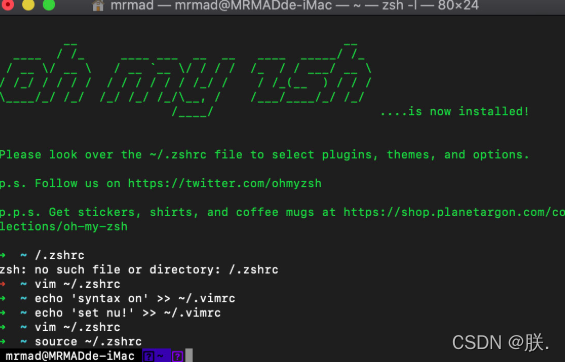 mrmad — mrmad@MRMADde-iMac — ~ — zsh -l — 80×24
....is now installed!
Please look over the ~/.zshrc file to select plugins, themes, and options.
p.s. Follow us on https://twitter.com/ohmyzsh
p.p.s. Get stickers, shirts, and coffee mugs at https://shop.planetargon.com/co
lections/oh-my-zsh
➜ ~ /.zshrc
zsh: no such file or directory: /.zshrc
➜ ~ vim ~/.zshrc
➜ ~ echo 'syntax on' >> ~/.vimrc
➜ ~ echo 'set nu!' >> ~/.vimrc
➜ ~ vim ~/.zshrc
➜ ~ source ~/.zshrc
mrmad@MRMADde-iMac ? ~ ?
CSDN @朕.